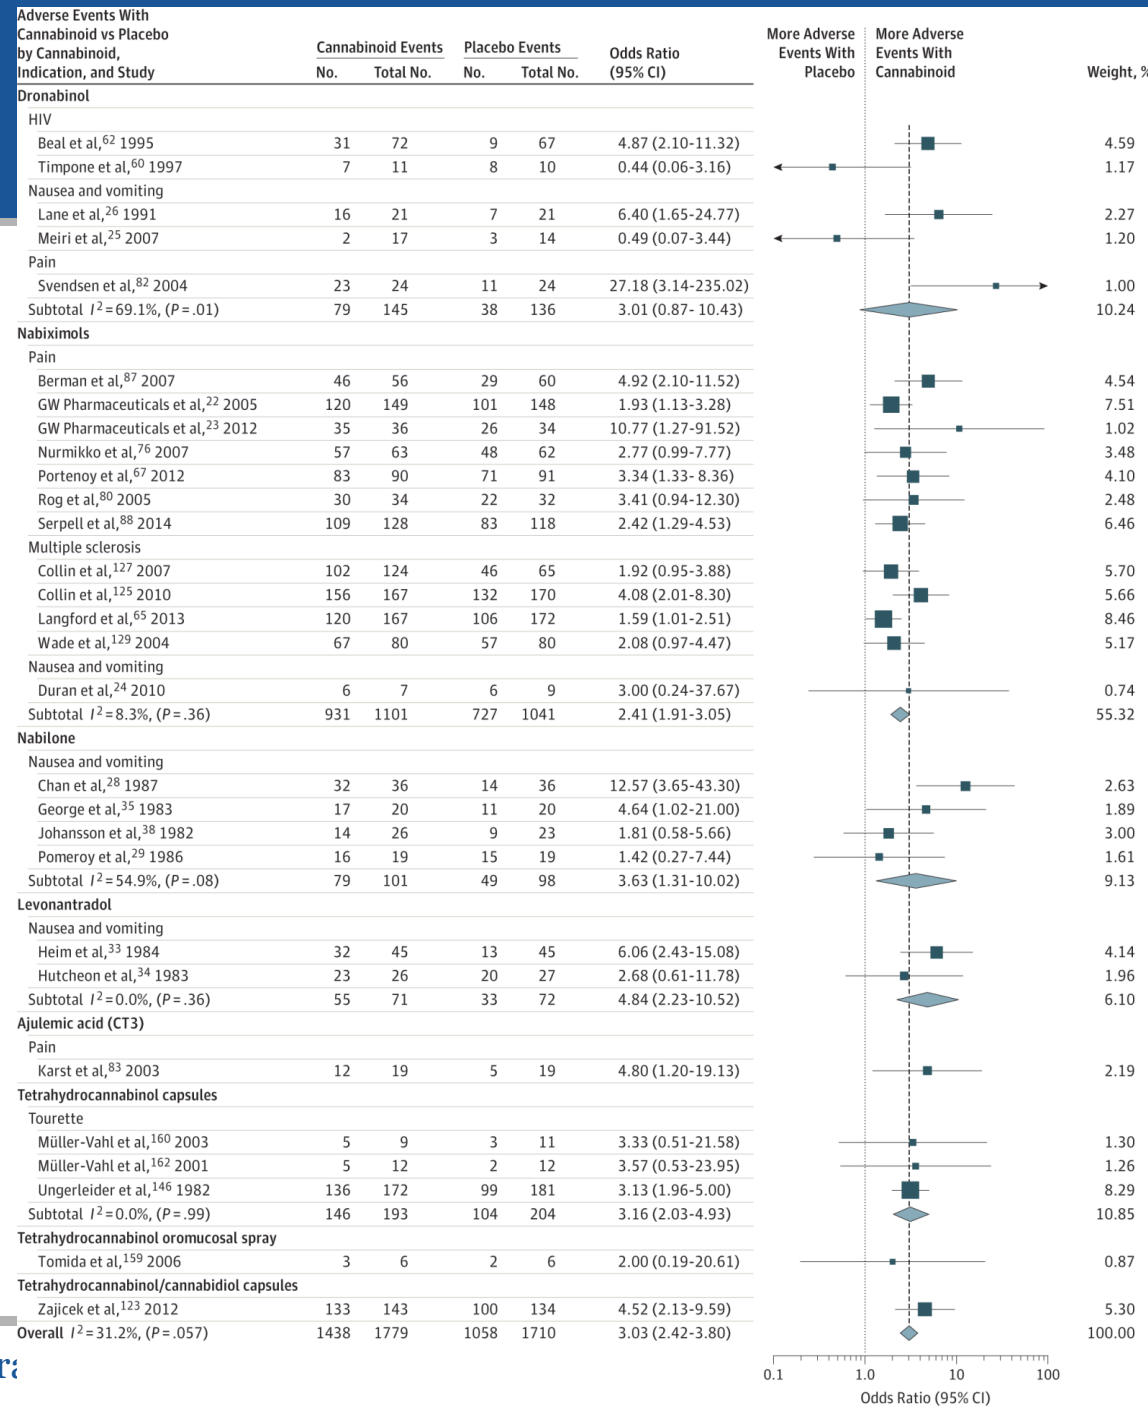 Adverse Events With
Cannabinoid vs Placebo
by Cannabinoid,
Indication, and Study
Cannabinoid Events
Placebo Events
No. Total No. No. Total No.
Odds Ratio
(95% CI)
More Adverse
Events With
Placebo
More Adverse
Events With
Cannabinoid
Weight, %
Dronabinol
HIV
Beal et al,62 1995 31 72 9 67 4.87 (2.10-11.32) 4.59
Timpone et al,60 1997 7 11 8 10 0.44 (0.06-3.16) 1.17
Nausea and vomiting
Lane et al,26 1991 16 21 7 21 6.40 (1.65-24.77) 2.27
Meiri et al,25 2007 2 17 3 14 0.49 (0.07-3.44) 1.20
Pain
Svendsen et al,82 2004 23 24 11 24 27.18 (3.14-235.02) 1.00
Subtotal I2=69.1%, (P=.01) 79 145 38 136 3.01 (0.87- 10.43) 10.24
Nabiximols
Pain
Berman et al,87 2007 46 56 29 60 4.92 (2.10-11.52) 4.54
GW Pharmaceuticals et al,22 2005 120 149 101 148 1.93 (1.13-3.28) 7.51
GW Pharmaceuticals et al,23 2012 35 36 26 34 10.77 (1.27-91.52) 1.02
Nurmikko et al,76 2007 57 63 48 62 2.77 (0.99-7.77) 3.48
Portenoy et al,67 2012 83 90 71 91 3.34 (1.33- 8.36) 4.10
Rog et al,80 2005 30 34 22 32 3.41 (0.94-12.30) 2.48
Serpell et al,88 2014 109 128 83 118 2.42 (1.29-4.53) 6.46
Multiple sclerosis
Collin et al,127 2007 102 124 46 65 1.92 (0.95-3.88) 5.70
Collin et al,125 2010 156 167 132 170 4.08 (2.01-8.30) 5.66
Langford et al,65 2013 120 167 106 172 1.59 (1.01-2.51) 8.46
Wade et al,129 2004 67 80 57 80 2.08 (0.97-4.47) 5.17
Nausea and vomiting
Duran et al,24 2010 6 7 6 9 3.00 (0.24-37.67) 0.74
Subtotal I2=8.3%, (P=.36) 931 1101 727 1041 2.41 (1.91-3.05) 55.32
Nabilone
Nausea and vomiting
Chan et al,28 1987 32 36 14 36 12.57 (3.65-43.30) 2.63
George et al,35 1983 17 20 11 20 4.64 (1.02-21.00) 1.89
Johansson et al,38 1982 14 26 9 23 1.81 (0.58-5.66) 3.00
Pomeroy et al,29 1986 16 19 15 19 1.42 (0.27-7.44) 1.61
Subtotal I2=54.9%, (P=.08) 79 101 49 98 3.63 (1.31-10.02) 9.13
Levonantradol
Nausea and vomiting
Heim et al,33 1984 32 45 13 45 6.06 (2.43-15.08) 4.14
Hutcheon et al,34 1983 23 26 20 27 2.68 (0.61-11.78) 1.96
Subtotal I2=0.0%, (P=.36) 55 71 33 72 4.84 (2.23-10.52) 6.10
Ajulemic acid (CT3)
Pain
Karst et al,83 2003 12 19 5 19 4.80 (1.20-19.13) 2.19
Tetrahydrocannabinol capsules
Tourette
Müller-Vahl et al,160 2003 5 9 3 11 3.33 (0.51-21.58) 1.30
Müller-Vahl et al,162 2001 5 12 2 12 3.57 (0.53-23.95) 1.26
Ungerleider et al,146 1982 136 172 99 181 3.13 (1.96-5.00) 8.29
Subtotal I2=0.0%, (P=.99) 146 193 104 204 3.16 (2.03-4.93) 10.85
Tetrahydrocannabinol oromucosal spray
Tomida et al,159 2006 3 6 2 6 2.00 (0.19-20.61) 0.87
Tetrahydrocannabinol/cannabidiol capsules
Zajicek et al,123 2012 133 143 100 134 4.52 (2.13-9.59) 5.30
Overall I2=31.2%, (P=.057) 1438 1779 1058 1710 3.03 (2.42-3.80) 100.00
0.1 1.0 10 100
Odds Ratio (95% CI)